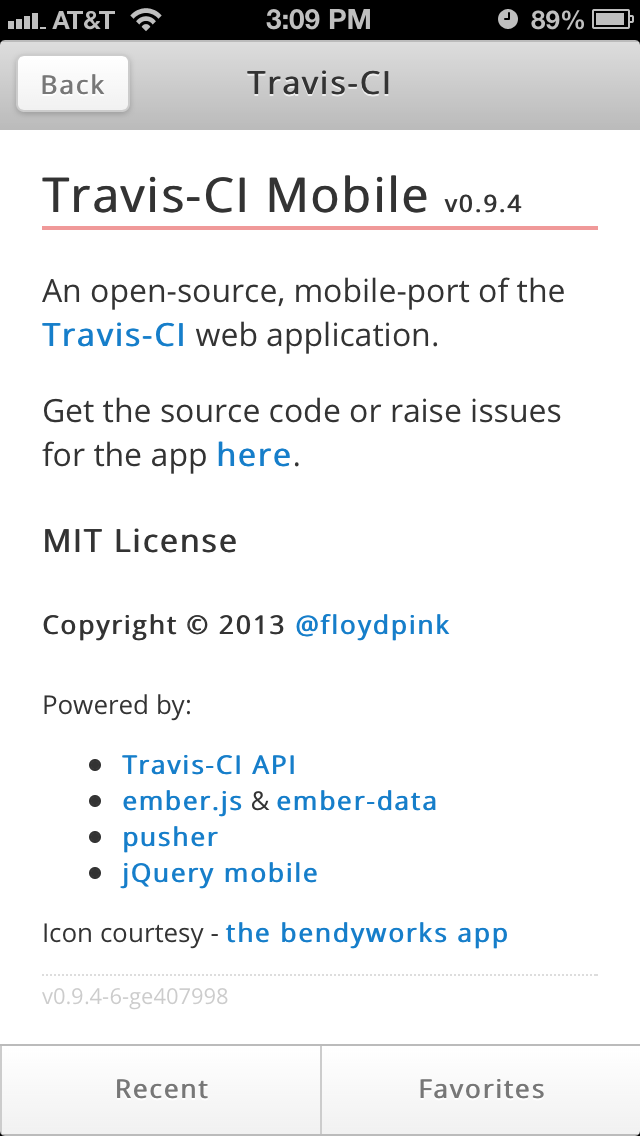 AT&T 3:09 PM 89%
Back Travis-CI
Travis-CI Mobile v0.9.4
An open-source, mobile-port of the
Travis-CI web application.
Get the source code or raise issues
for the app here.
MIT License
Copyright © 2013 @floydpink
Powered by:
• Travis-CI API
• ember.js & ember-data
• pusher
• jQuery mobile
Icon courtesy - the bendyworks app
v0.9.4-6-ge407998
Recent Favorites